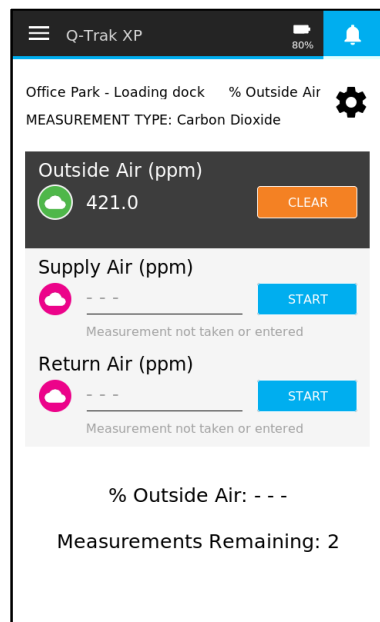 Q-Trak XP
80%
Office Park - Loading dock % Outside Air
MEASUREMENT TYPE: Carbon Dioxide
Outside Air (ppm)
421.0
CLEAR
Supply Air (ppm)
- - -
START
Measurement not taken or entered
Return Air (ppm)
- - -
START
Measurement not taken or entered
% Outside Air: - - -
Measurements Remaining: 2